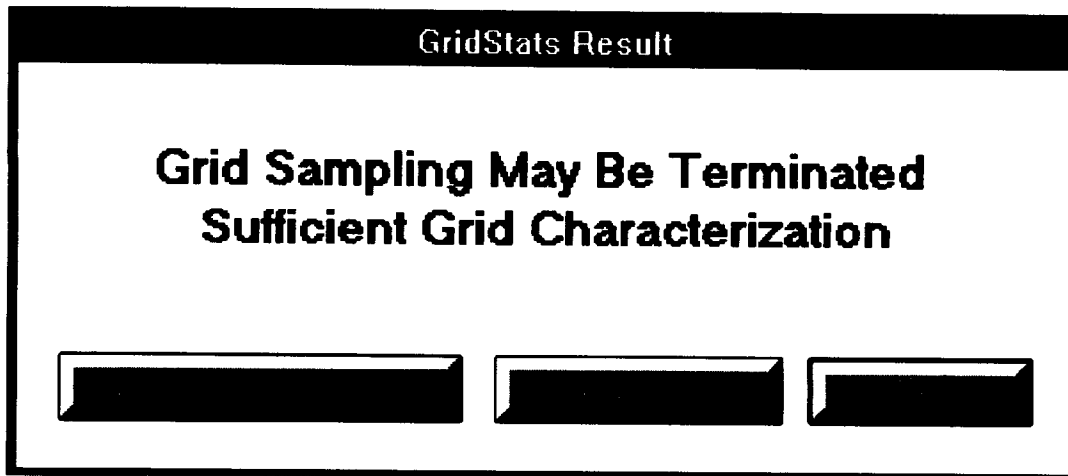 GridStats Result
Grid Sampling May Be Terminated
Sufficient Grid Characterization